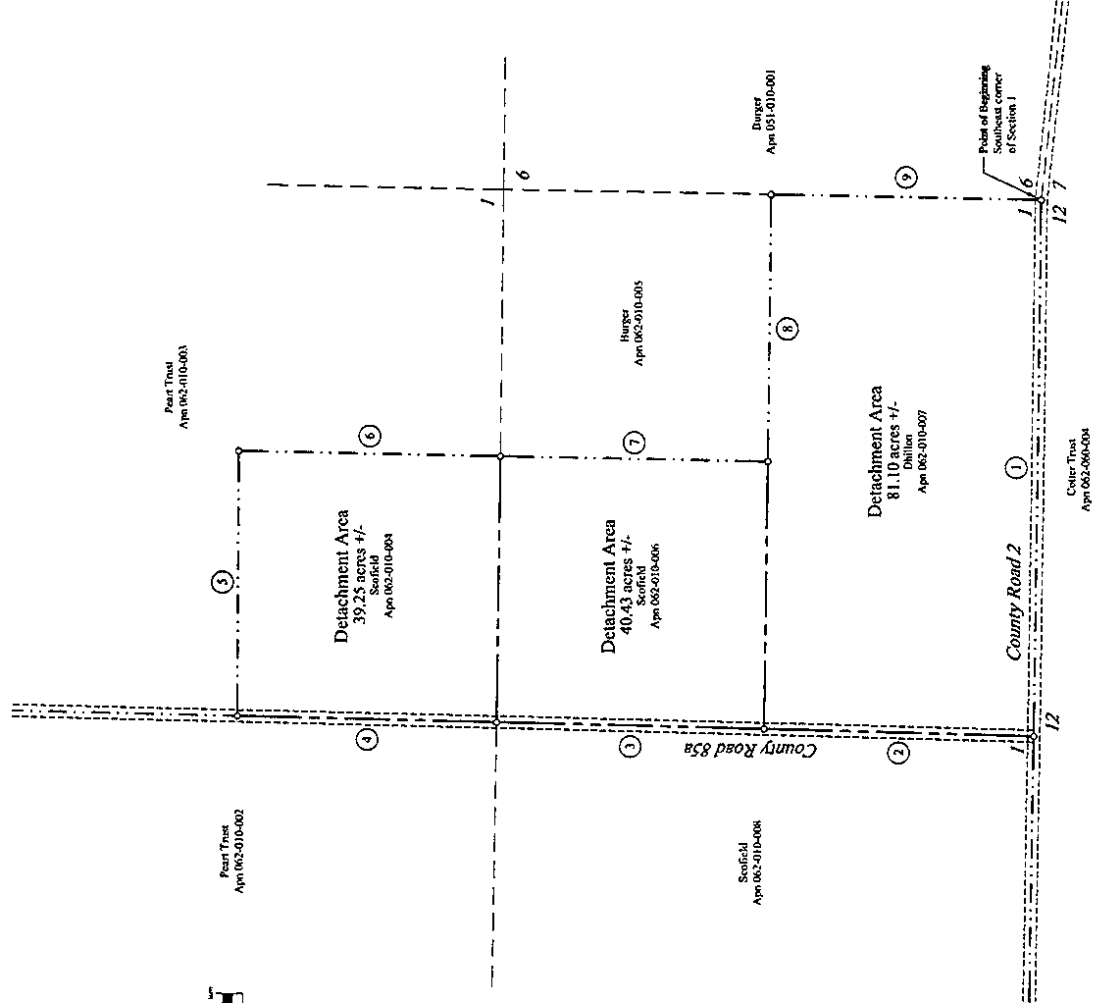 Peart Trust
Apn 062-010-002
Peart Trust
Apn 062-010-003
5
4
Detachment Area
39.25 acres +/-
Scofield
Apn 062-010-004
6
1
6
Scofield
Apn 062-010-008
3
County Road 85a
2
Detachment Area
40.43 acres +/-
Scofield
Apn 062-010-006
7
Burger
Apn 062-010-005
8
Burger
Apn 051-010-001
9
Detachment Area
81.10 acres +/-
Dhillon
Apn 062-010-007
Point of Beginning
Southeast corner
of Section 1
1
12
County Road 2
1
1
6
12
7
Cotter Trust
Apn 062-060-004